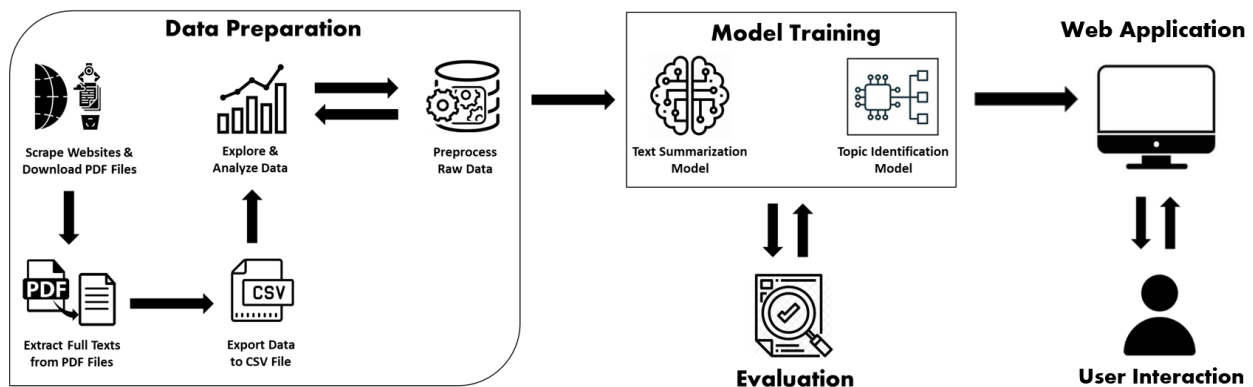 Data Preparation
Scrape Websites &
Download PDF Files
Explore &
Analyze Data
Preprocess
Raw Data
PDF
Extract Full Texts
from PDF Files
CSV
Export Data
to CSV File
Model Training
Text Summarization
Model
Topic Identification
Model
Evaluation
Web Application
User Interaction